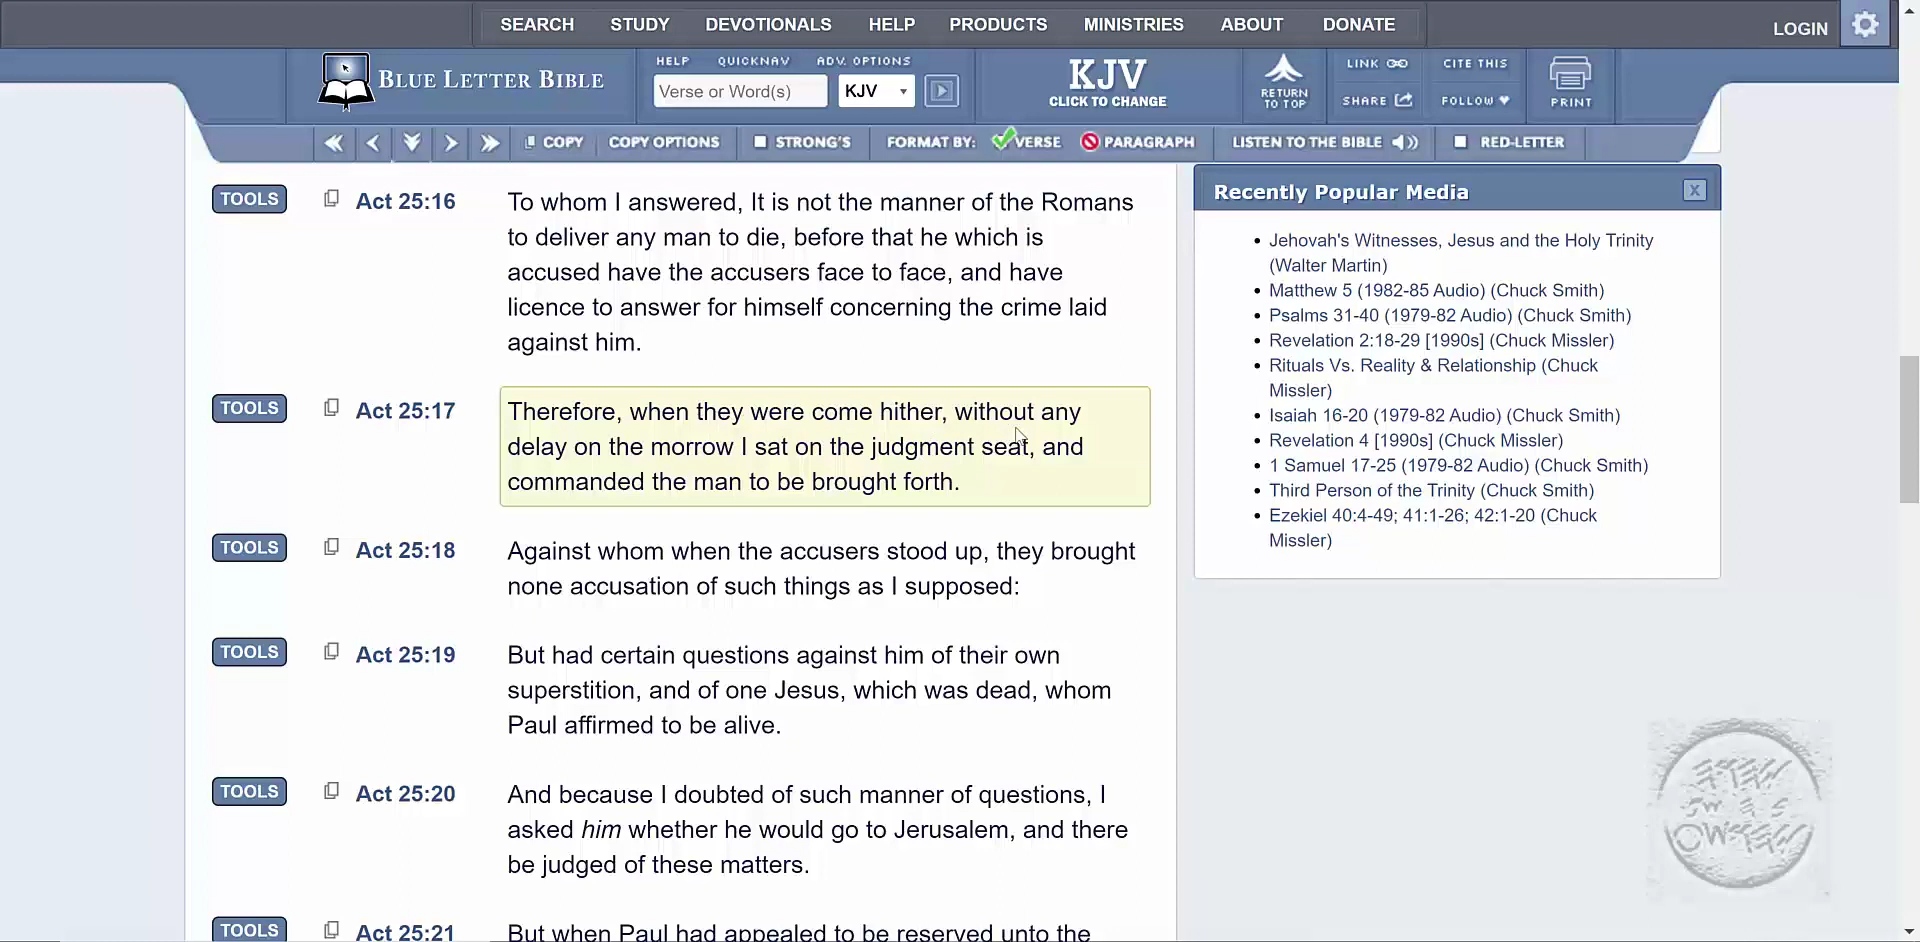 SEARCH STUDY DEVOTIONALS HELP PRODUCTS MINISTRIES ABOUT DONATE LOGIN
BLUE LETTER BIBLE
HELP QUICKNAV ADV. OPTIONS
Verse or Word(s) KJV
KJV
CLICK TO CHANGE
RETURN
TO TOP
LINK CITE THIS
SHARE FOLLOW
PRINT
COPY COPY OPTIONS STRONG'S FORMAT BY: VERSE PARAGRAPH LISTEN TO THE BIBLE RED-LETTER
TOOLS Act 25:16 To whom I answered, It is not the manner of the Romans
to deliver any man to die, before that he which is
accused have the accusers face to face, and have
licence to answer for himself concerning the crime laid
against him.
TOOLS Act 25:17 Therefore, when they were come hither, without any
delay on the morrow I sat on the judgment seat, and
commanded the man to be brought forth.
TOOLS Act 25:18 Against whom when the accusers stood up, they brought
none accusation of such things as I supposed:
TOOLS Act 25:19 But had certain questions against him of their own
superstition, and of one Jesus, which was dead, whom
Paul affirmed to be alive.
TOOLS Act 25:20 And because I doubted of such manner of questions, I
asked him whether he would go to Jerusalem, and there
be judged of these matters.
TOOLS Act 25:21 But when Paul had appealed to be reserved unto the
Recently Popular Media x
Jehovah's Witnesses, Jesus and the Holy Trinity
(Walter Martin)
Matthew 5 (1982-85 Audio) (Chuck Smith)
Psalms 31-40 (1979-82 Audio) (Chuck Smith)
Revelation 2:18-29 [1990s] (Chuck Missler)
Rituals Vs. Reality & Relationship (Chuck
Missler)
Isaiah 16-20 (1979-82 Audio) (Chuck Smith)
Revelation 4 [1990s] (Chuck Missler)
1 Samuel 17-25 (1979-82 Audio) (Chuck Smith)
Third Person of the Trinity (Chuck Smith)
Ezekiel 40:4-49; 41:1-26; 42:1-20 (Chuck
Missler)